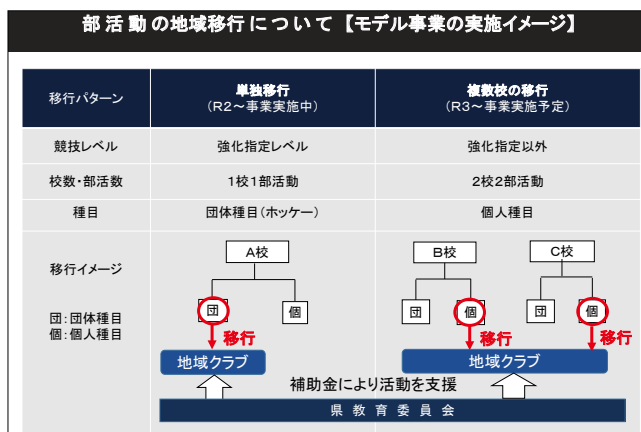 部活動の地域移行について【モデル事業の実施イメージ】
移行パターン
単独移行
(R2～事業実施中)
複数校の移行
(R3～事業実施予定)
競技レベル
強化指定レベル
強化指定以外
校数・部活数
1校1部活動
2校2部活動
種目
団体種目(ホッケー)
個人種目
移行イメージ
団:団体種目
個:個人種目
A校
団
個
移行
地域クラブ
B校
C校
団
個
団
個
移行
移行
地域クラブ
補助金により活動を支援
県教育委員会